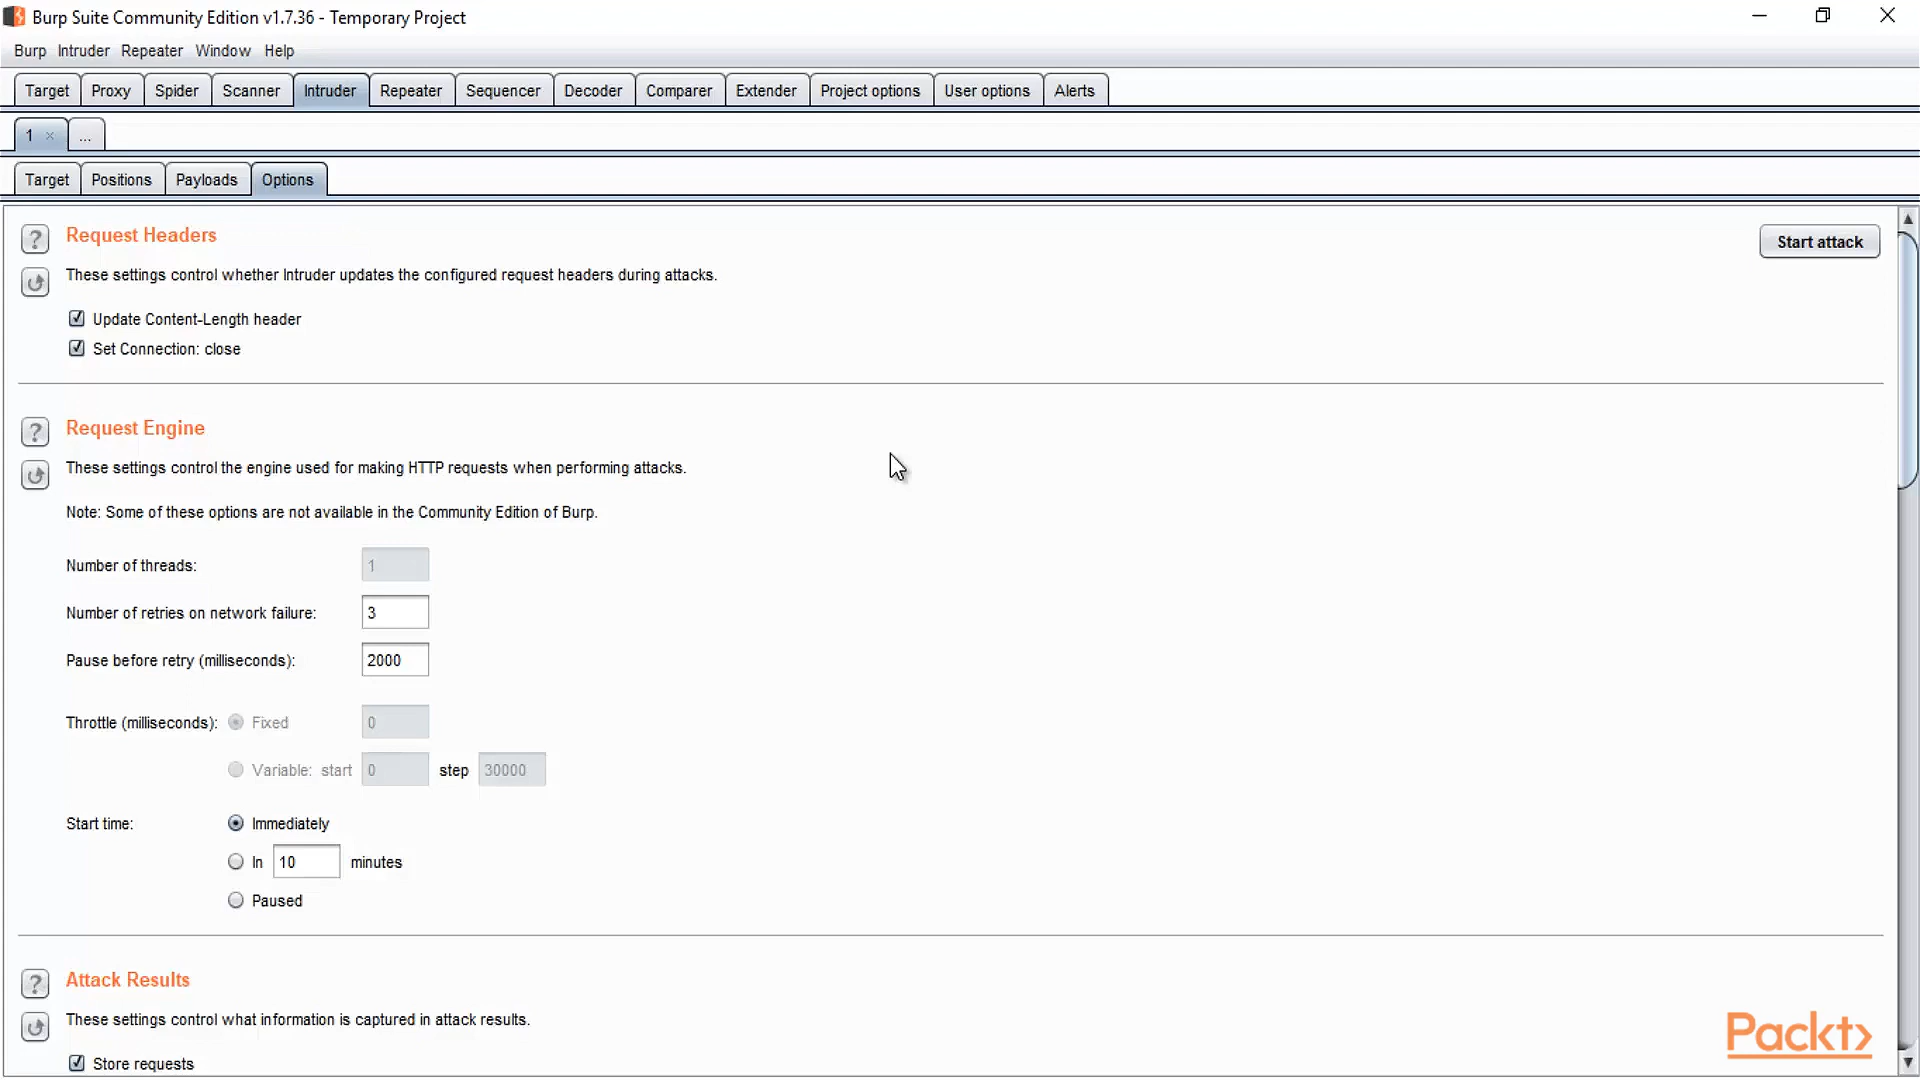 Burp Suite Community Edition v1.7.36 - Temporary Project
Burp Intruder Repeater Window Help
Target Proxy Spider Scanner Intruder Repeater Sequencer Decoder Comparer Extender Project options User options Alerts
1 × ...
Target Positions Payloads Options
? Request Headers
Start attack
These settings control whether Intruder updates the configured request headers during attacks.
Update Content-Length header
Set Connection: close
? Request Engine
These settings control the engine used for making HTTP requests when performing attacks.
Note: Some of these options are not available in the Community Edition of Burp.
Number of threads: 1
Number of retries on network failure: 3
Pause before retry (milliseconds): 2000
Throttle (milliseconds): Fixed 0
Variable: start 0 step 30000
Start time: Immediately
In 10 minutes
Paused
? Attack Results
These settings control what information is captured in attack results.
Packt>
Store requests